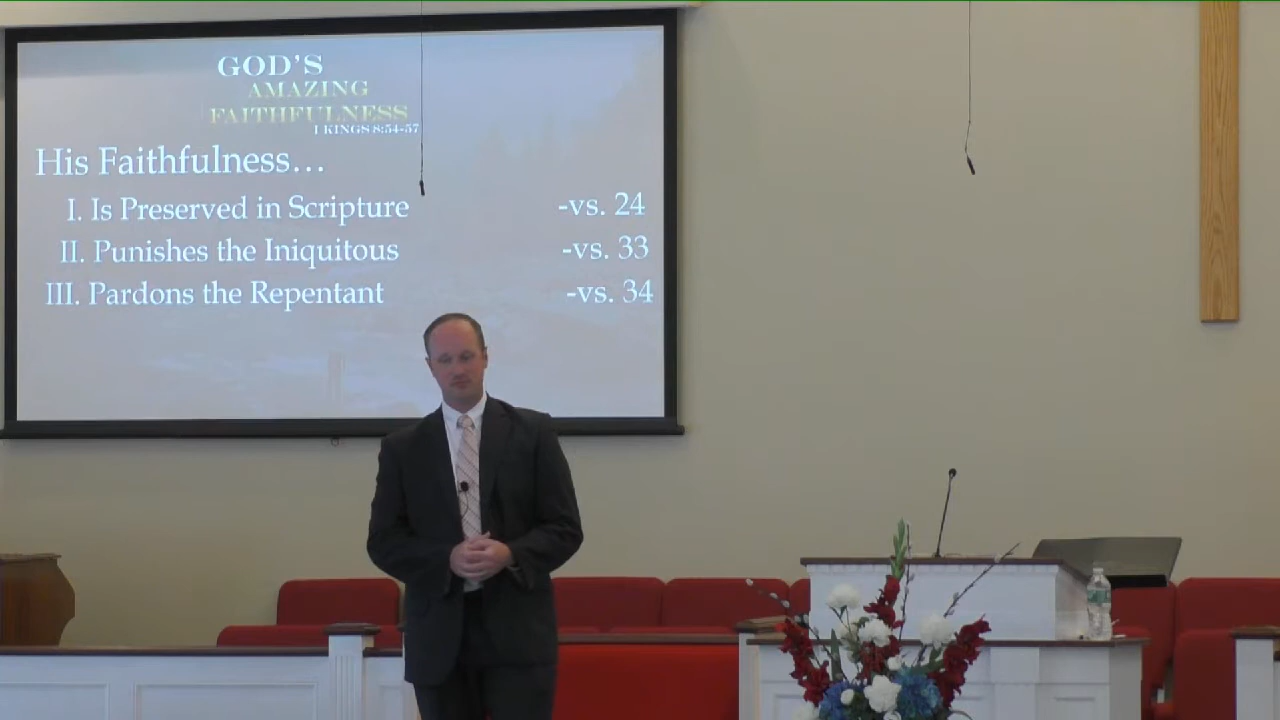 GOD'S
AMAZING
FAITHFULNESS
I KINGS 8:54-57
His Faithfulness…
I. Is Preserved in Scripture -vs. 24
II. Punishes the Iniquitous -vs. 33
III. Pardons the Repentant -vs. 34